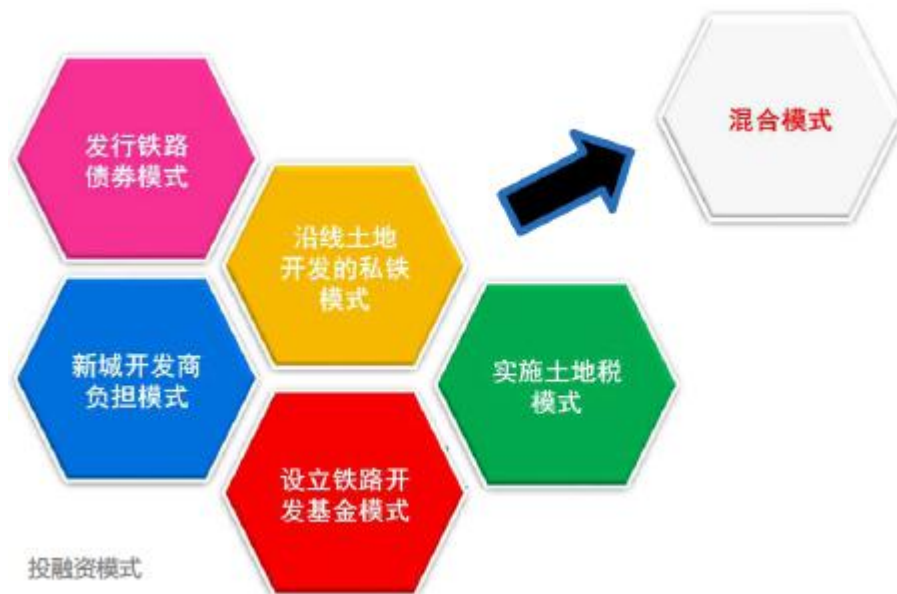 发行铁路
债券模式
沿线土地
开发的私铁
模式
混合模式
新城开发商
负担模式
实施土地税
模式
设立铁路开
发基金模式
投融资模式